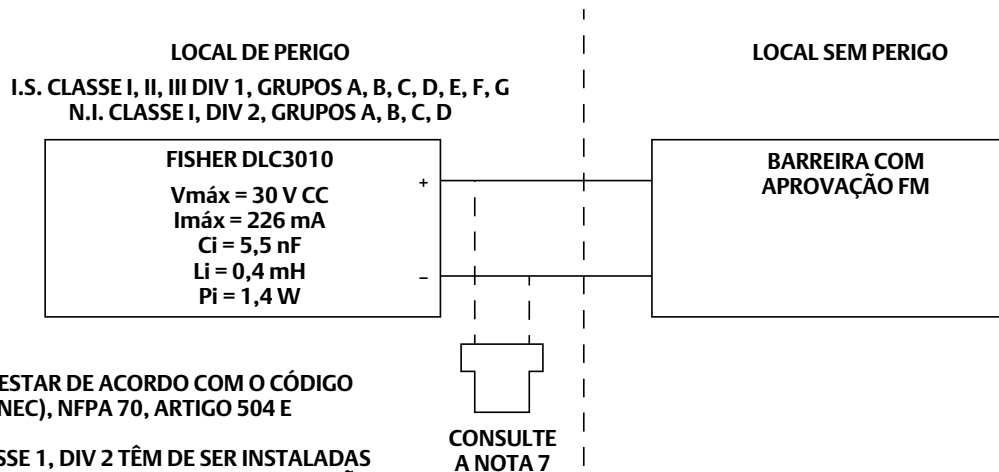 LOCAL DE PERIGO
I.S. CLASSE I, II, III DIV 1, GRUPOS A, B, C, D, E, F, G
N.I. CLASSE I, DIV 2, GRUPOS A, B, C, D
LOCAL SEM PERIGO
FISHER DLC3010
Vmáx = 30 V CC
Imáx = 226 mA
Ci = 5,5 nF
Li = 0,4 mH
Pi = 1,4 W
+
−
BARREIRA COM
APROVAÇÃO FM
ESTAR DE ACORDO COM O CÓDIGO
NEC), NFPA 70, ARTIGO 504 E
SSE 1, DIV 2 TÊM DE SER INSTALADAS
CONSULTE
A NOTA 7